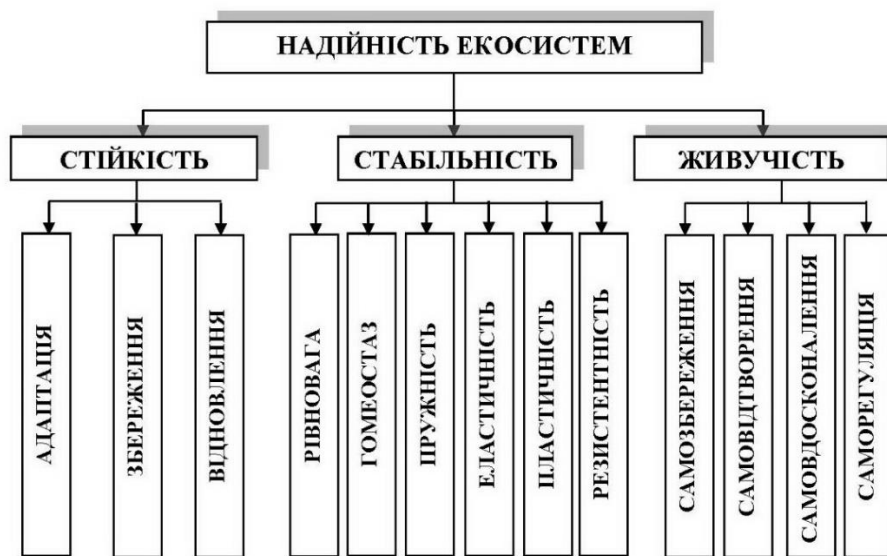 НАДІЙНІСТЬ ЕКОСИСТЕМ
СТІЙКІСТЬ
СТАБІЛЬНІСТЬ
ЖИВУЧІСТЬ
АДАПТАЦІЯ
ЗБЕРЕЖЕННЯ
ВІДНОВЛЕННЯ
РІВНОВАГА
ГОМЕОСТАЗ
ПРУЖНІСТЬ
ЕЛАСТИЧНІСТЬ
ПЛАСТИЧНІСТЬ
РЕЗИСТЕНТНІСТЬ
САМОЗБЕРЕЖЕННЯ
САМОВІДТВОРЕННЯ
САМОВДОСКОНАЛЕННЯ
САМОРЕГУЛЯЦІЯ